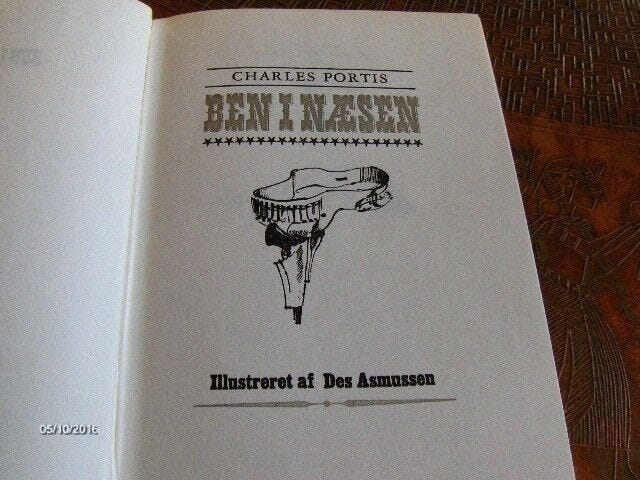 CHARLES PORTIS
BEN I NÆSEN
Illustreret af Des Asmussen
05/10/2016